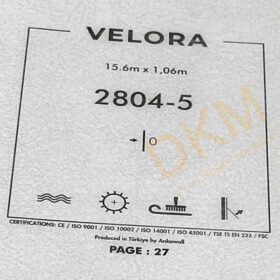 VELORA
15.6m x 1,06m
2804-5
DKM
CERTIFICATIONS: CE / ISO 9001 / ISO 10002 / ISO 14001 / ISO 45001 / TSE TS EN 233 / FSC
Produced in Türkiye by Ankawall
PAGE : 27